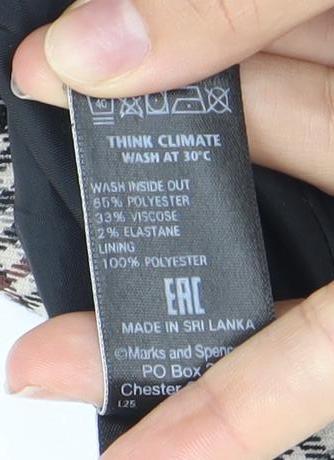 40
THINK CLIMATE
WASH AT 30°C
WASH INSIDE OUT
65% POLYESTER
33% VISCOSE
2% ELASTANE
LINING
100% POLYESTER
EAC
MADE IN SRI LANKA
©Marks and
PO Box
Chester
L25